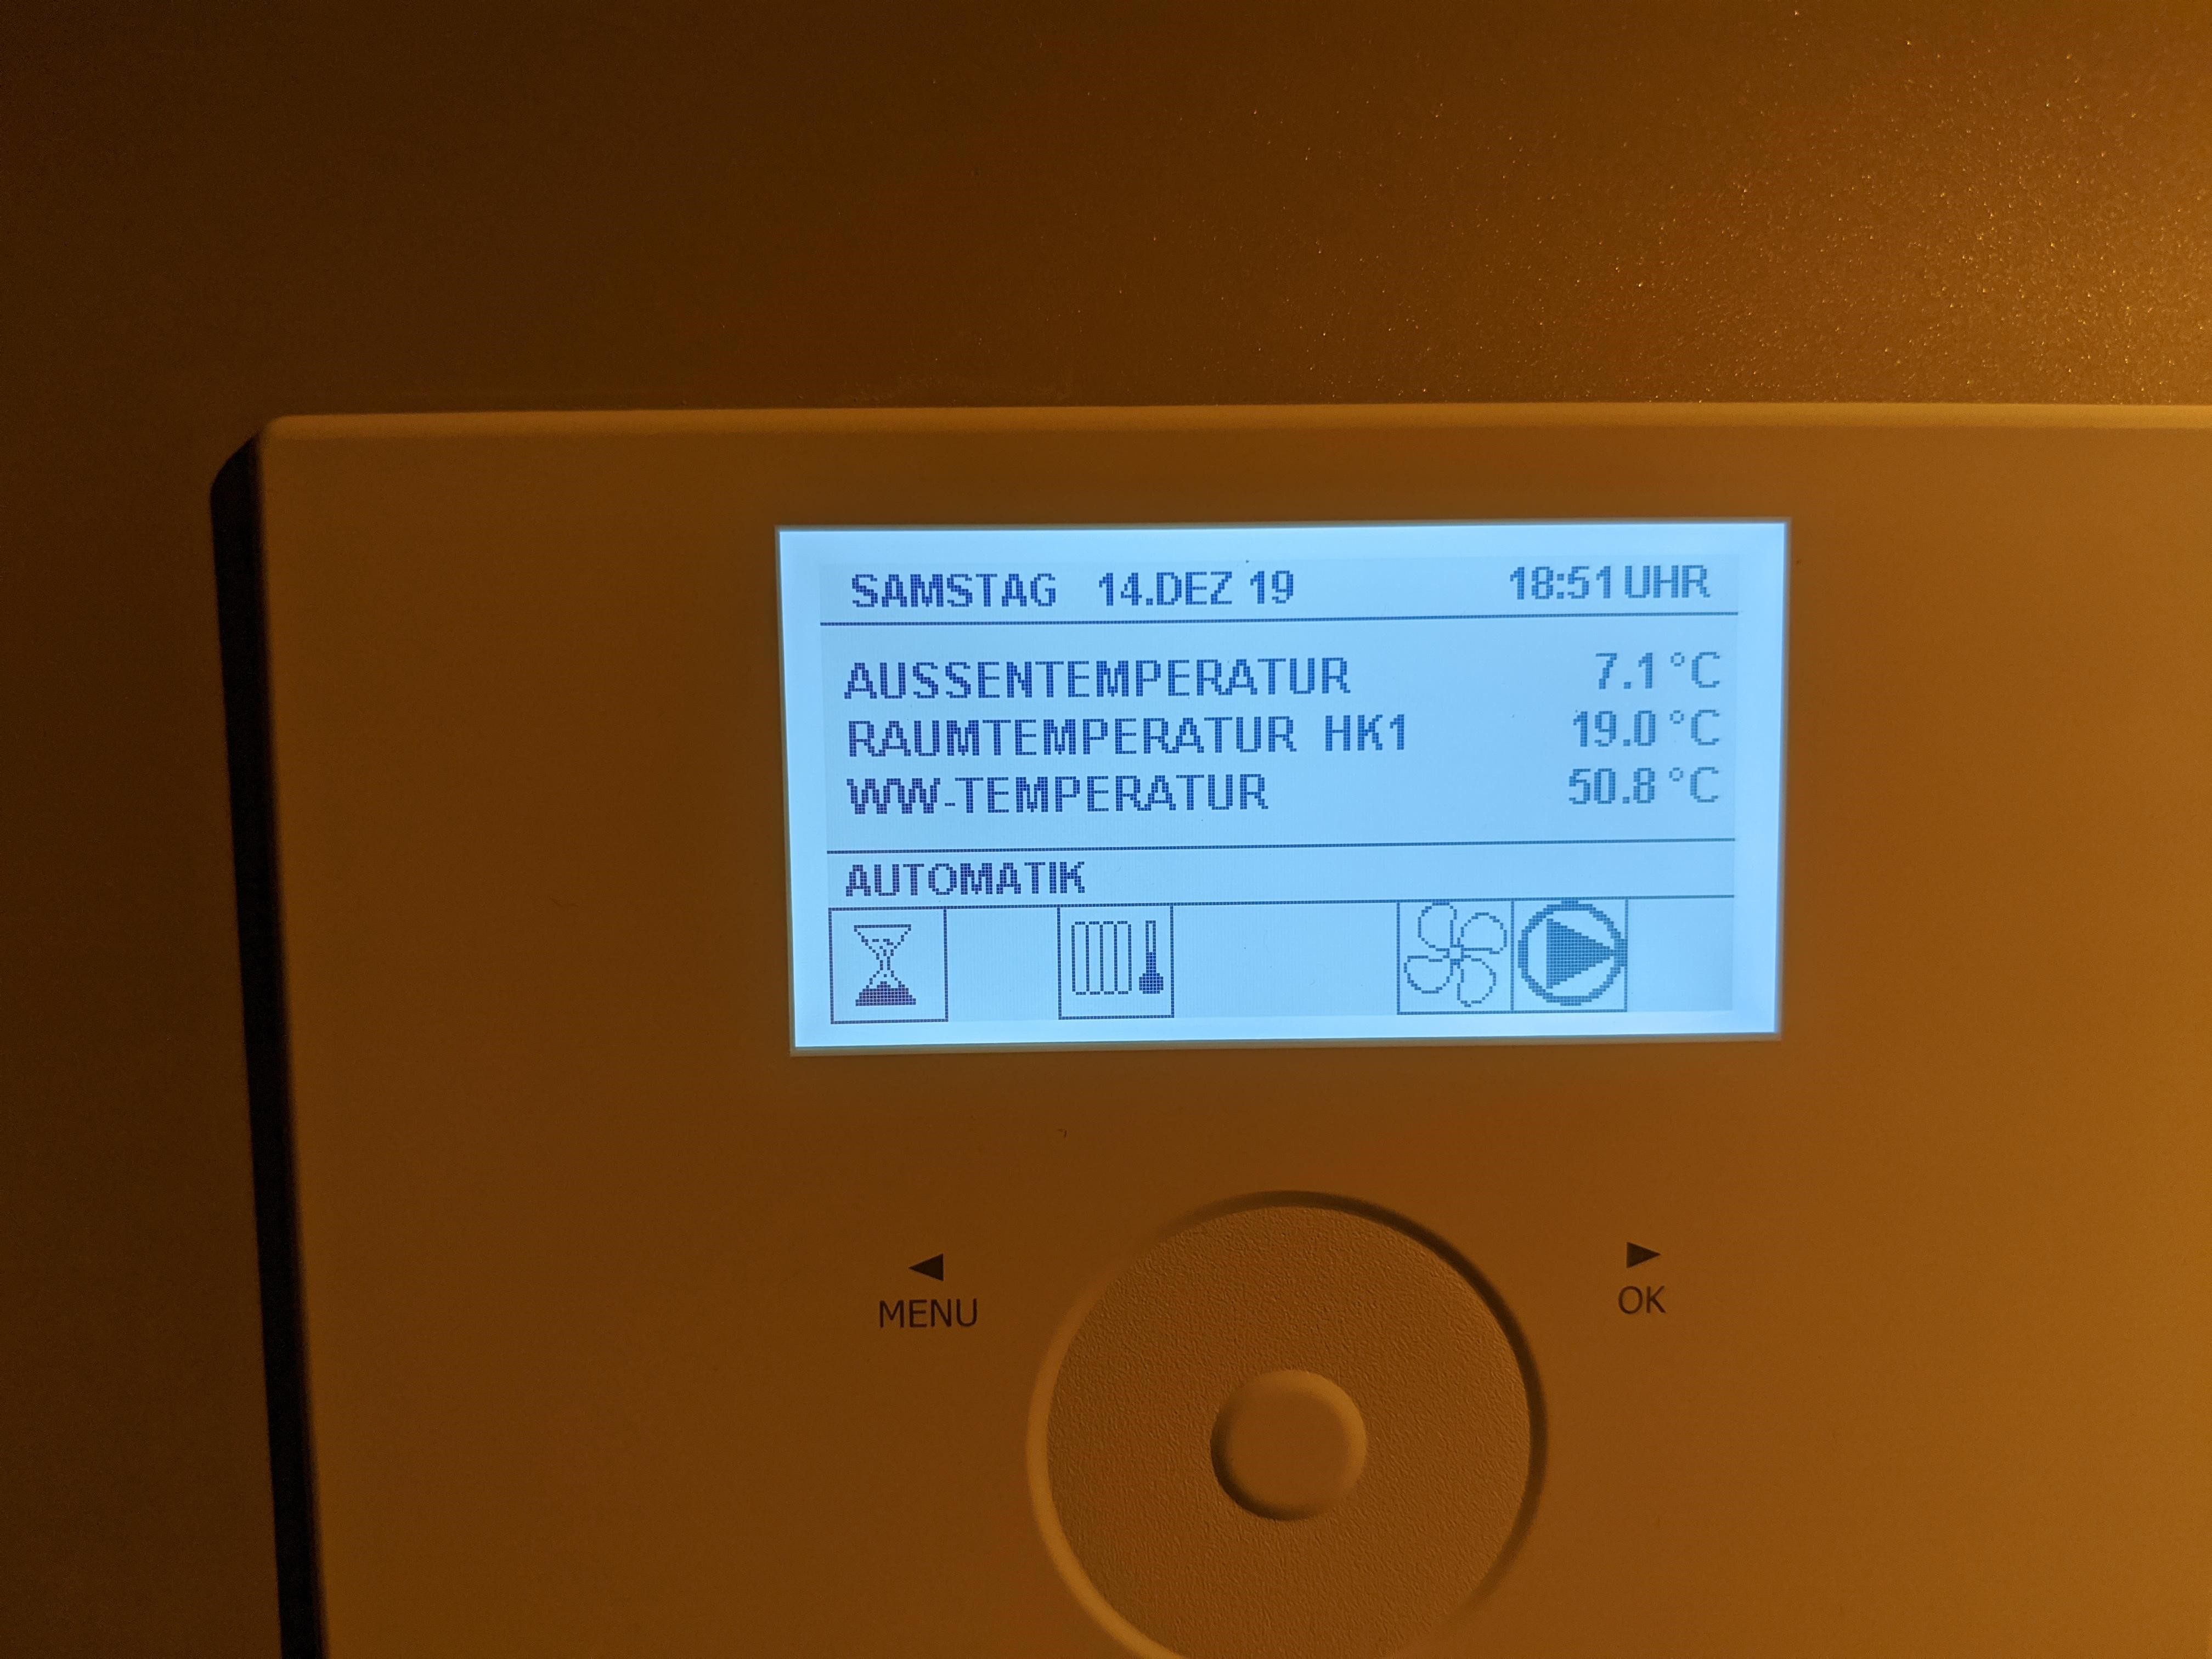 SAMSTAG 14.DEZ 19 18:51 UHR
AUSSENTEMPERATUR 7.1 °C
RAUMTEMPERATUR HK1 19.0 °C
WW-TEMPERATUR 50.8 °C
AUTOMATIK
MENU OK